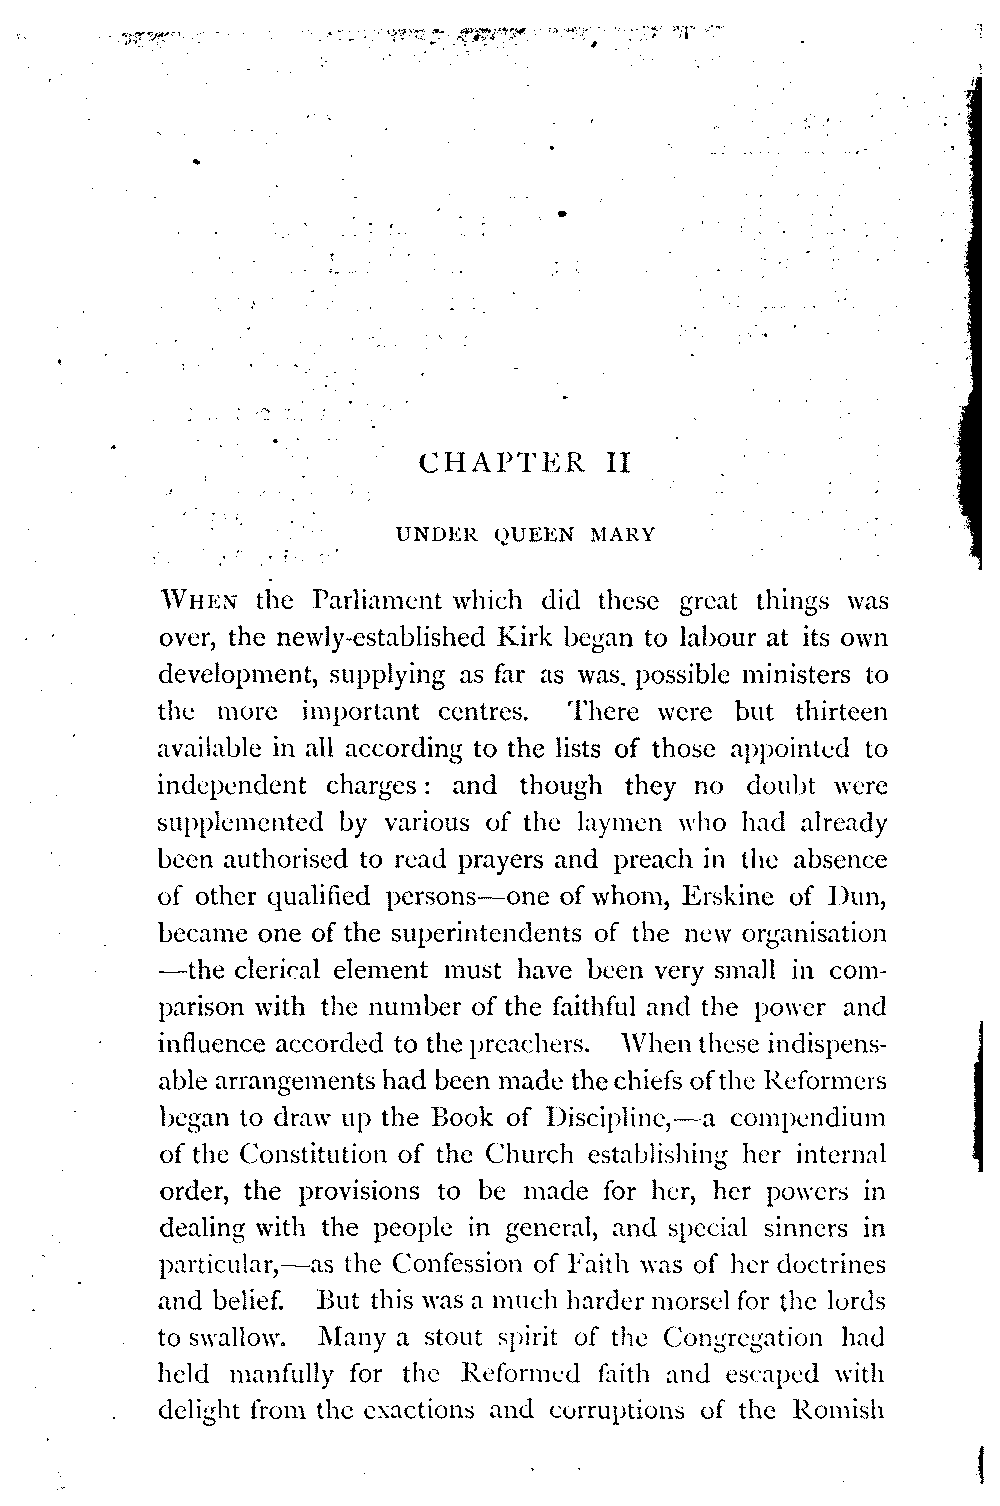 CHAPTER II
UNDER QUEEN MARY
WHEN the Parliament which did these great things was
over, the newly-established Kirk began to labour at its own
development, supplying as far as was. possible ministers to
the more important centres. There were but thirteen
available in all according to the lists of those appointed to
independent charges: and though they no doubt were
supplemented by various of the laymen who had already
been authorised to read prayers and preach in the absence
of other qualified persons—one of whom, Erskine of Dun,
became one of the superintendents of the new organisation
—the clerical element must have been very small in com-
parison with the number of the faithful and the power and
influence accorded to the preachers. When these indispens-
able arrangements had been made the chiefs of the Reformers
began to draw up the Book of Discipline,—a compendium
of the Constitution of the Church establishing her internal
order, the provisions to be made for her, her powers in
dealing with the people in general, and special sinners in
particular,—as the Confession of Faith was of her doctrines
and belief. But this was a much harder morsel for the lords
to swallow. Many a stout spirit of the Congregation had
held manfully for the Reformed faith and escaped with
delight from the exactions and corruptions of the Romish